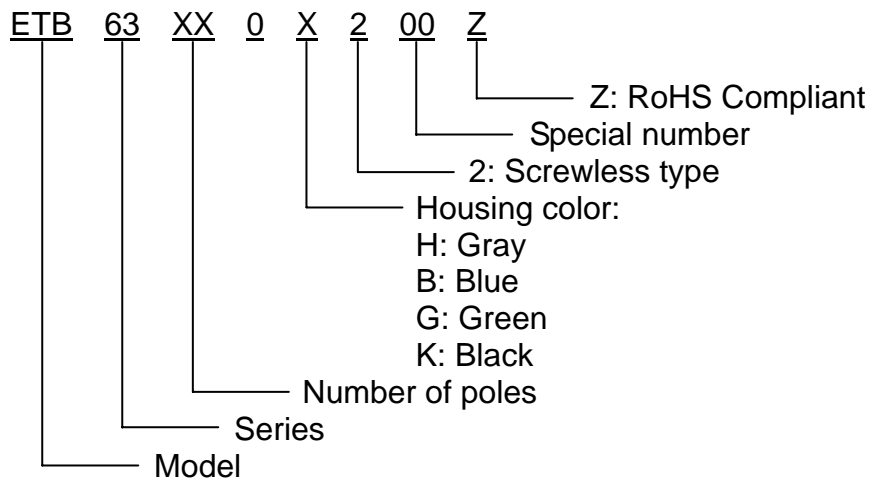 ETB 63 XX 0 X 2 00 Z
Z: RoHS Compliant
Special number
2: Screwless type
Housing color:
H: Gray
B: Blue
G: Green
K: Black
Number of poles
Series
Model